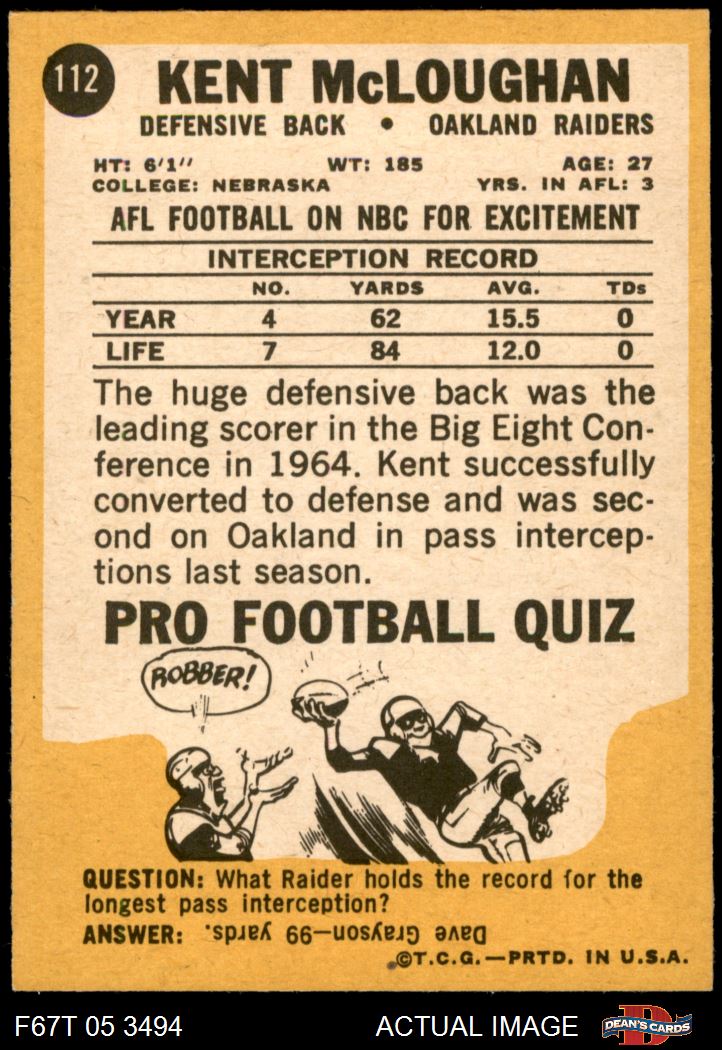 112
KENT McLOUGHAN
DEFENSIVE BACK • OAKLAND RAIDERS
HT: 6'1" WT: 185 AGE: 27
COLLEGE: NEBRASKA YRS. IN AFL: 3
AFL FOOTBALL ON NBC FOR EXCITEMENT
INTERCEPTION RECORD
NO. YARDS AVG. TDs
YEAR 4 62 15.5 0
LIFE 7 84 12.0 0
The huge defensive back was the
leading scorer in the Big Eight Con-
ference in 1964. Kent successfully
converted to defense and was sec-
ond on Oakland in pass intercep-
tions last season.
PRO FOOTBALL QUIZ
ROBBER!
QUESTION: What Raider holds the record for the
longest pass interception?
ANSWER: Dave Grayson—99 yards.
©T.C.G.—PRTD. IN U.S.A.
F67T 05 3494 ACTUAL IMAGE D DEAN'S CARDS